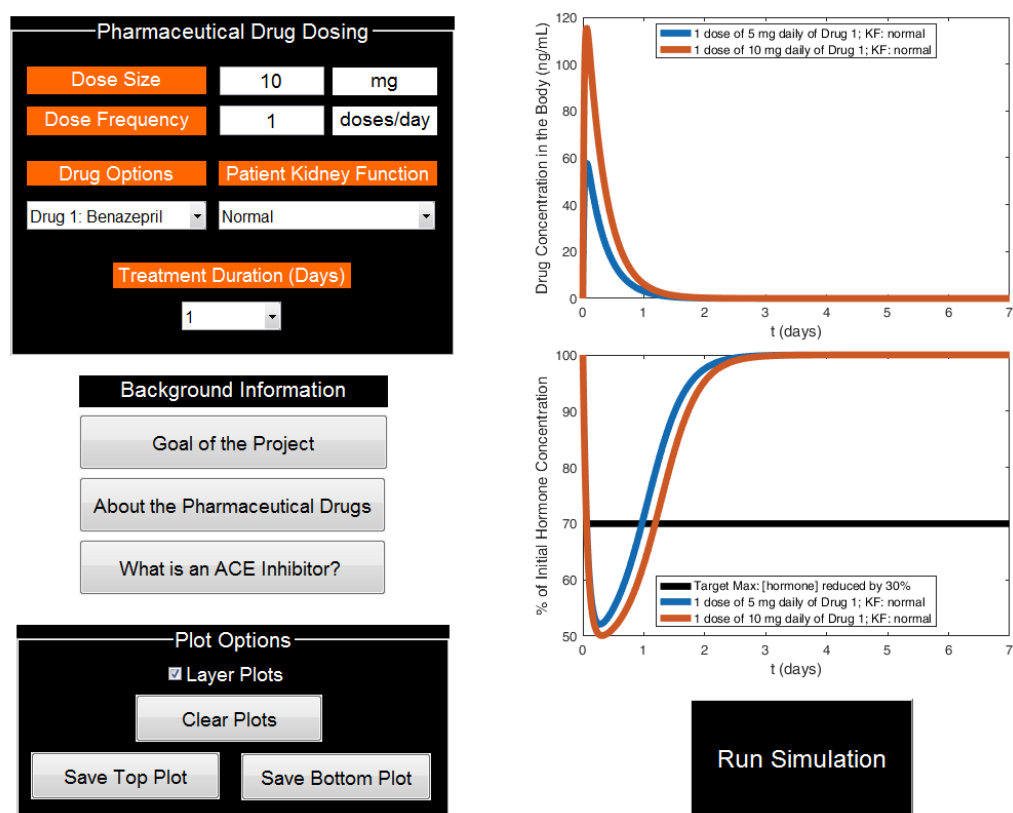 Pharmaceutical Drug Dosing
Dose Size
10
mg
Dose Frequency
1
doses/day
Drug Options
Patient Kidney Function
Drug 1: Benazepril
Normal
Treatment Duration (Days)
1
Background Information
Goal of the Project
About the Pharmaceutical Drugs
What is an ACE Inhibitor?
Plot Options
Layer Plots
Clear Plots
Save Top Plot
Save Bottom Plot
Drug Concentration in the Body (ng/mL)
120
100
80
60
40
20
0
1 dose of 5 mg daily of Drug 1; KF: normal
1 dose of 10 mg daily of Drug 1; KF: normal
0 1 2 3 4 5 6 7
t (days)
% of Initial Hormone Concentration
100
90
80
70
60
50
Target Max: [hormone] reduced by 30%
1 dose of 5 mg daily of Drug 1; KF: normal
1 dose of 10 mg daily of Drug 1; KF: normal
0 1 2 3 4 5 6 7
t (days)
Run Simulation